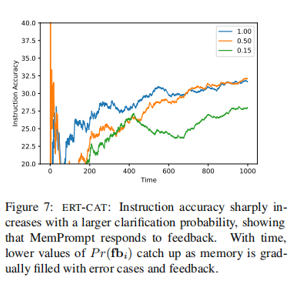 40.0
37.5
35.0
32.5
30.0
27.5
25.0
22.5
20.0
Instruction Accuracy
1.00
0.50
0.15
0 200 400 600 800 1000
Time
Figure 7: ERT-CAT: Instruction accuracy sharply in-
creases with a larger clarification probability, showing
that MemPrompt responds to feedback. With time,
lower values of Pr(fbi) catch up as memory is grad-
ually filled with error cases and feedback.